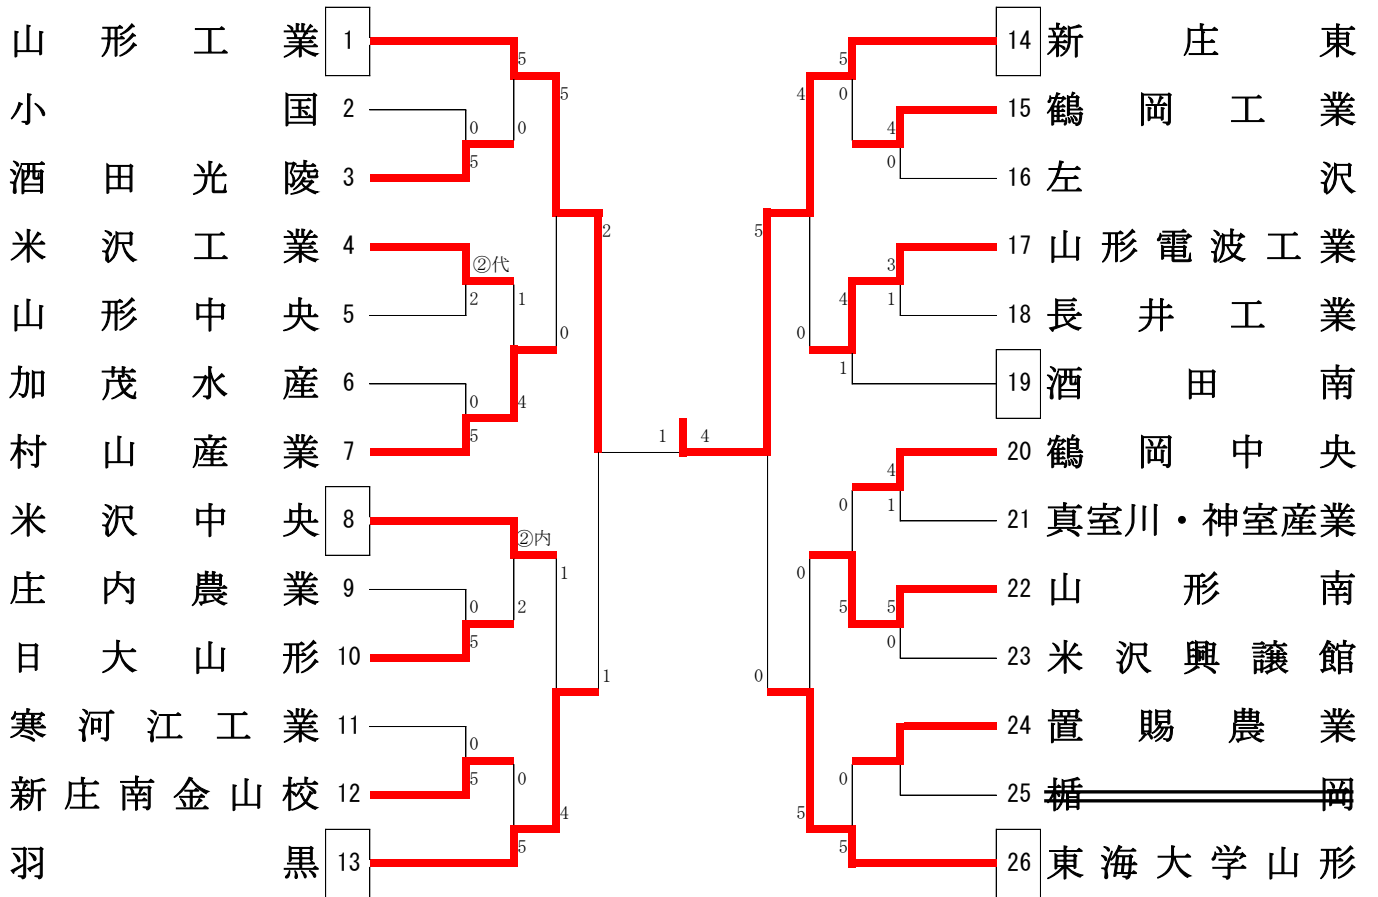 山形工業 1
小国 2
酒田光陵 3
米沢工業 4
山形中央 5
加茂水産 6
村山産業 7
米沢中央 8
庄内農業 9
日大山形 10
寒河江工業 11
新庄南金山校 12
羽黒 13
5
5
0
0
5
2
②代
2
1
0
0
4
5
②内
1
0
2
5
1
0
5
0
4
5
1
4
5
4
0
4
0
5
3
4
1
0
1
4
0
1
0
5
5
0
0
0
5
5
14 新庄東
15 鶴岡工業
16 左沢
17 山形電波工業
18 長井工業
19 酒田南
20 鶴岡中央
21 真室川・神室産業
22 山形南
23 米沢興譲館
24 置賜農業
25 楯岡
26 東海大学山形